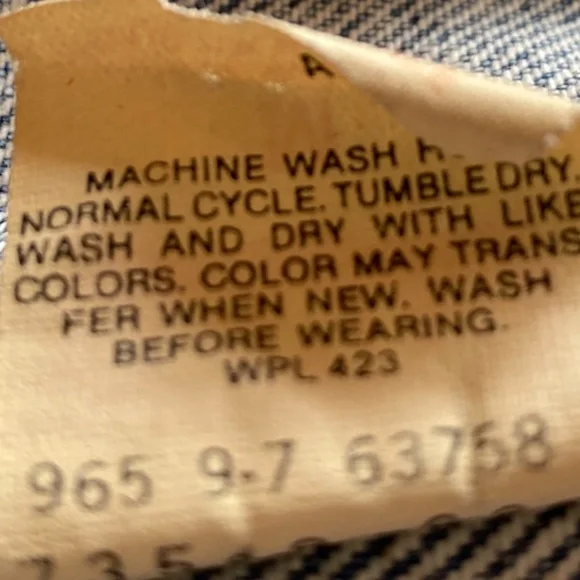 A
MACHINE WASH H
NORMAL CYCLE. TUMBLE DRY.
WASH AND DRY WITH LIKE
COLORS. COLOR MAY TRANS
FER WHEN NEW. WASH
BEFORE WEARING.
WPL 423
965 9-7 63758
7351